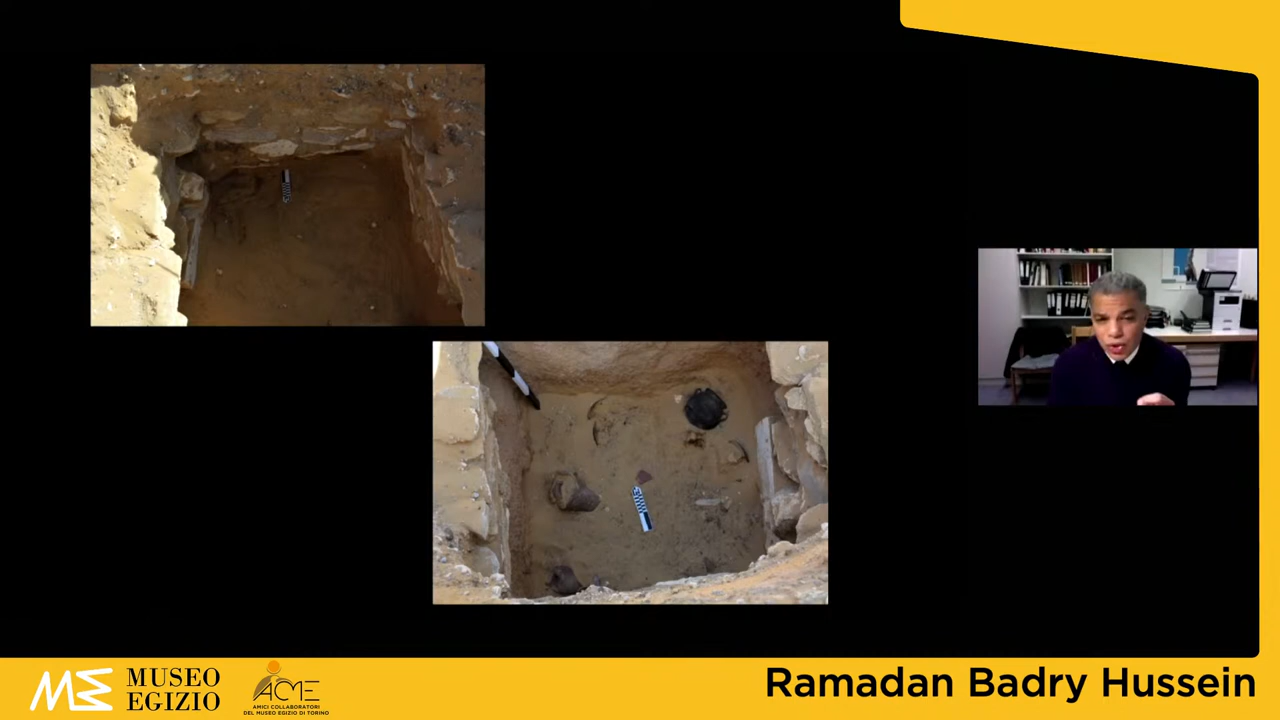 MUSEO
EGIZIO
ACME
AMICI COLLABORATORI
DEL MUSEO EGIZIO DI TORINO
Ramadan Badry Hussein